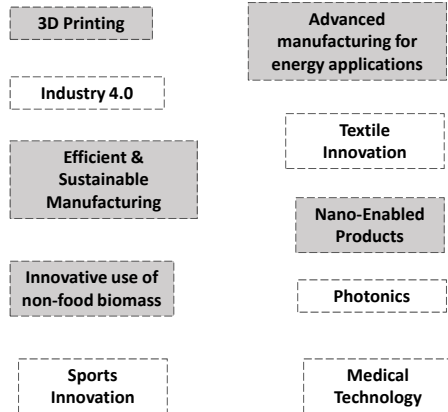 3D Printing
Advanced
manufacturing for
energy applications
Industry 4.0
Textile
Innovation
Efficient &
Sustainable
Manufacturing
Nano-Enabled
Products
Innovative use of
non-food biomass
Photonics
Sports
Innovation
Medical
Technology